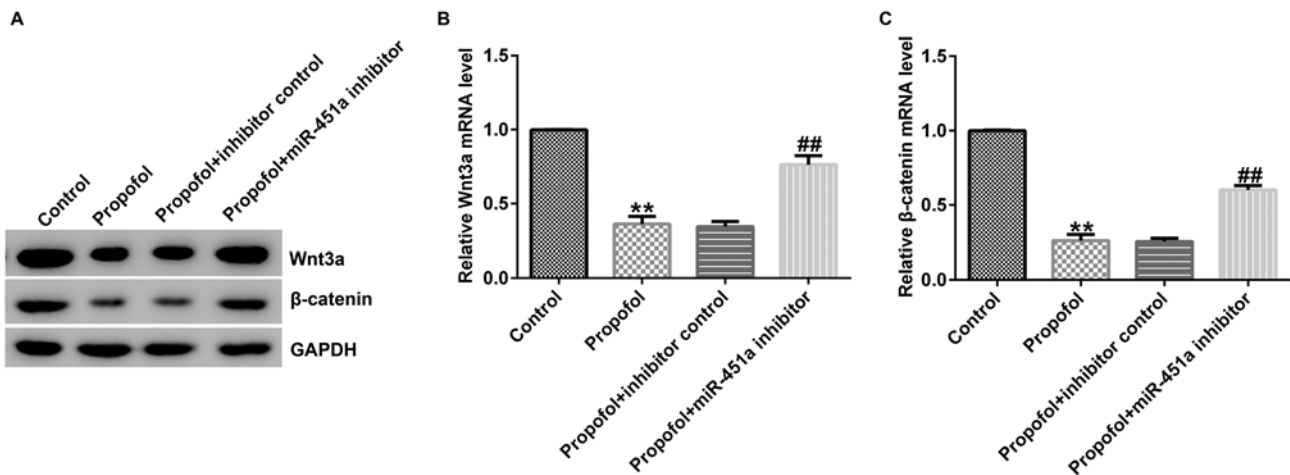 A
Control
Propofol
Propofol+inhibitor control
Propofol+miR-451a inhibitor
Wnt3a
β-catenin
GAPDH
B
Relative Wnt3a mRNA level
1.5
1.0
0.5
0.0
**
##
Control
Propofol
Propofol+inhibitor control
Propofol+miR-451a inhibitor
C
Relative β-catenin mRNA level
1.5
1.0
0.5
0.0
**
##
Control
Propofol
Propofol+inhibitor control
Propofol+miR-451a inhibitor